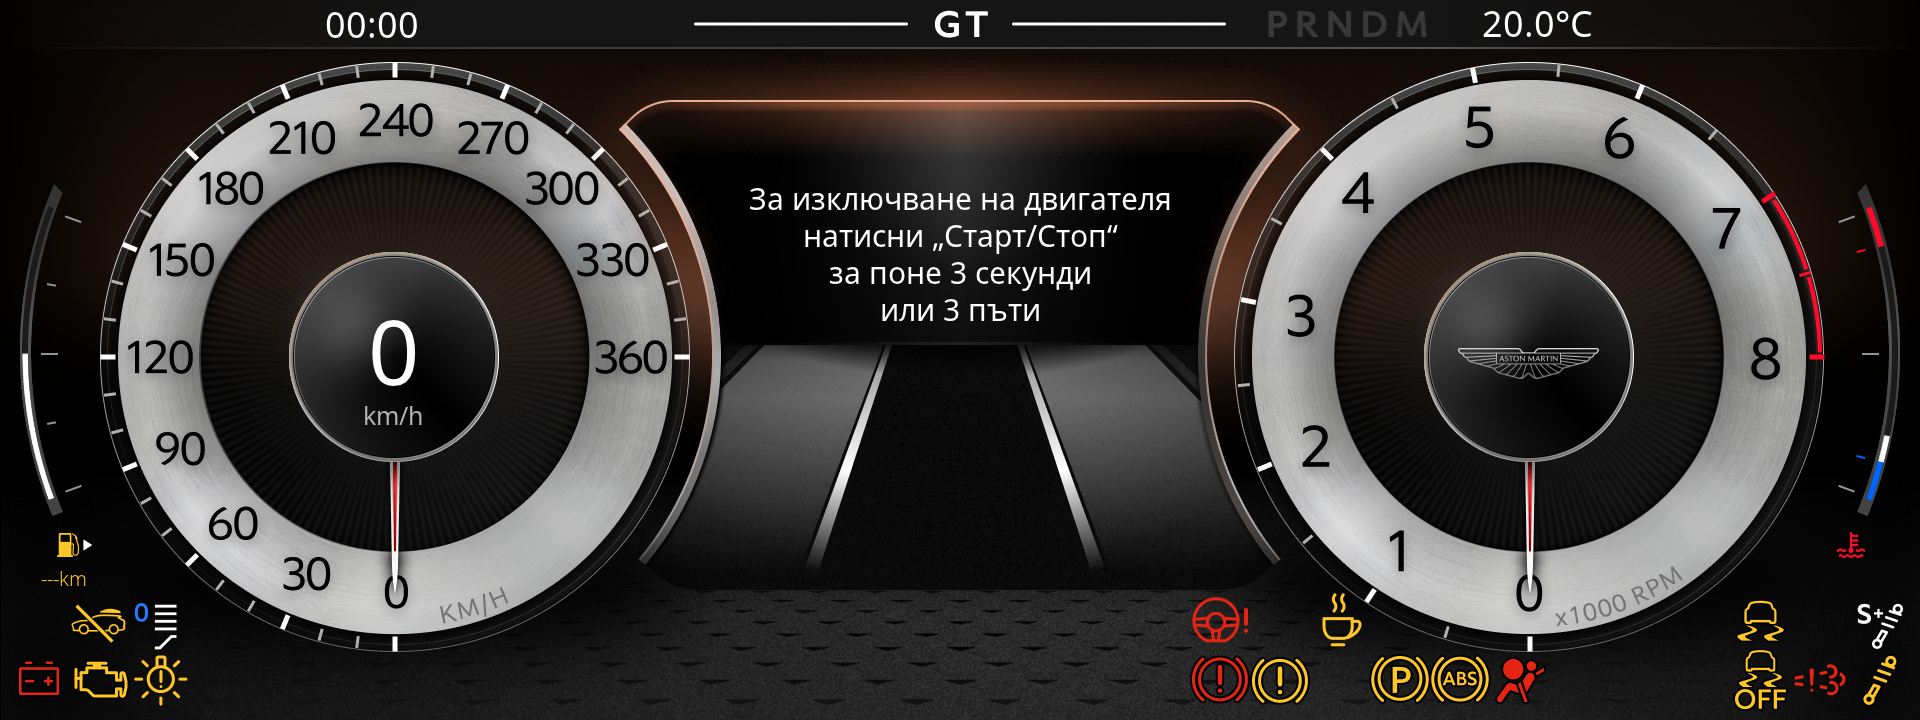 00:00
GT
PRNDM
20.0°C
0
30
60
90
120
150
180
210
240
270
300
330
360
KM/H
0
km/h
За изключване на двигателя
натисни „Старт/Стоп“
за поне 3 секунди
или 3 пъти
0
1
2
3
4
5
6
7
8
x1000 RPM
ASTON MARTIN
---km
0
P
ABS
OFF
S+